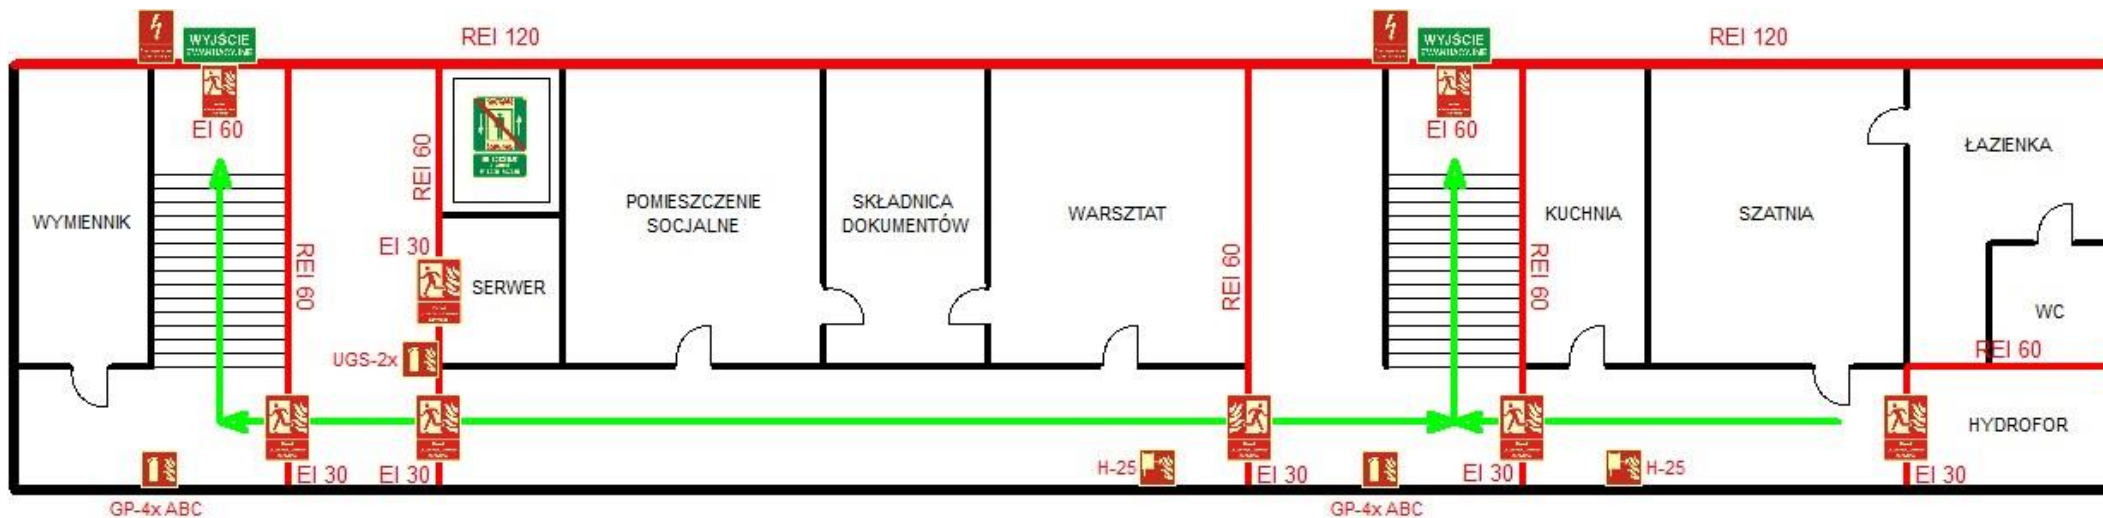 REI 120
REI 120
WYJŚCIE
EWAKUACYJNE
WYJŚCIE
EWAKUACYJNE
EI 60
EI 60
REI 60
ŁAZIENKA
WYMIENNIK
POMIESZCZENIE
SOCJALNE
SKŁADNICA
DOKUMENTÓW
WARSZTAT
KUCHNIA
SZATNIA
EI 30
REI 60
REI 60
REI 60
SERWER
WC
UGS-2x
REI 60
HYDROFOR
H-25
H-25
EI 30
EI 30
EI 30
EI 30
EI 30
GP-4x ABC
GP-4x ABC